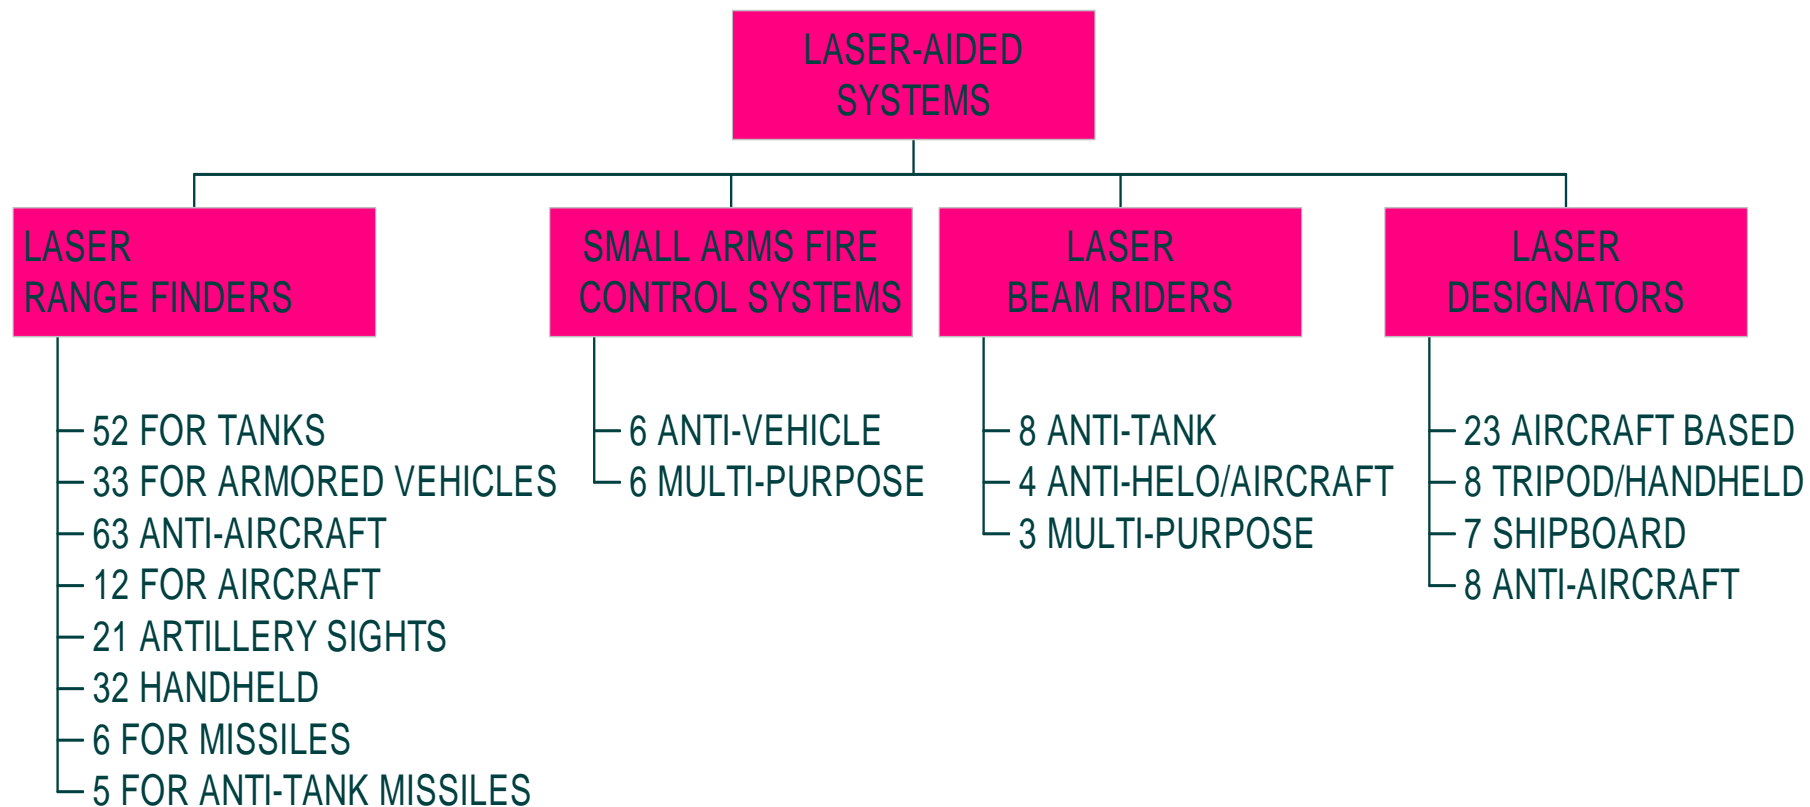 LASER-AIDED
SYSTEMS
LASER
RANGE FINDERS
52 FOR TANKS
33 FOR ARMORED VEHICLES
63 ANTI-AIRCRAFT
12 FOR AIRCRAFT
21 ARTILLERY SIGHTS
32 HANDHELD
6 FOR MISSILES
5 FOR ANTI-TANK MISSILES
SMALL ARMS FIRE
CONTROL SYSTEMS
6 ANTI-VEHICLE
6 MULTI-PURPOSE
LASER
BEAM RIDERS
8 ANTI-TANK
4 ANTI-HELO/AIRCRAFT
3 MULTI-PURPOSE
LASER
DESIGNATORS
23 AIRCRAFT BASED
8 TRIPOD/HANDHELD
7 SHIPBOARD
8 ANTI-AIRCRAFT